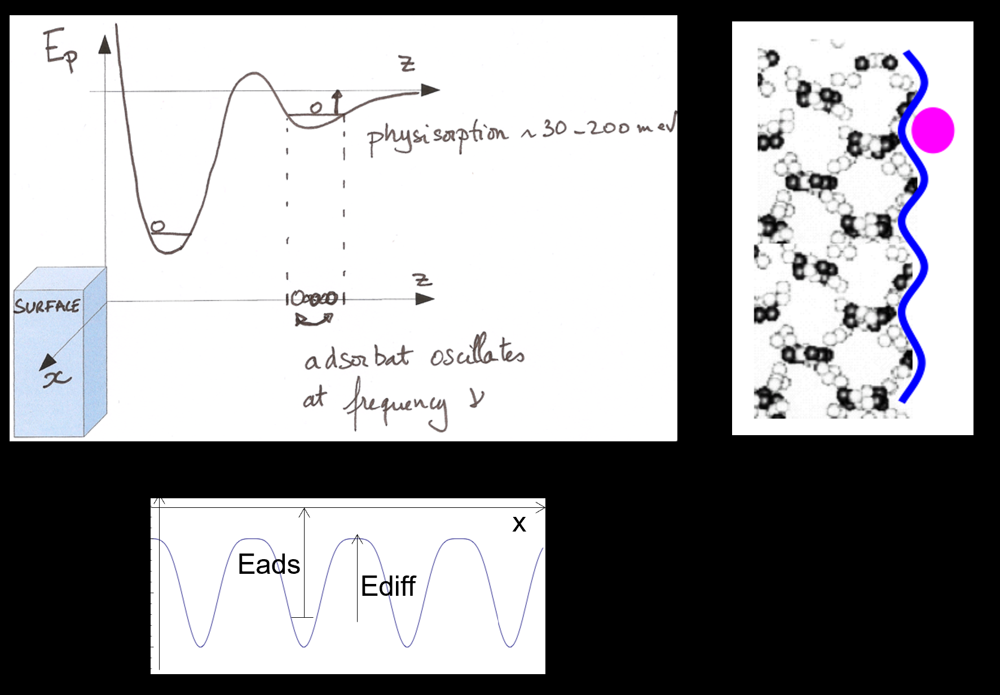 Ep
z
physisorption ~ 30 - 200 meV
SURFACE
z
x
adsorbat oscillates
at frequency ν
x
Eads
Ediff